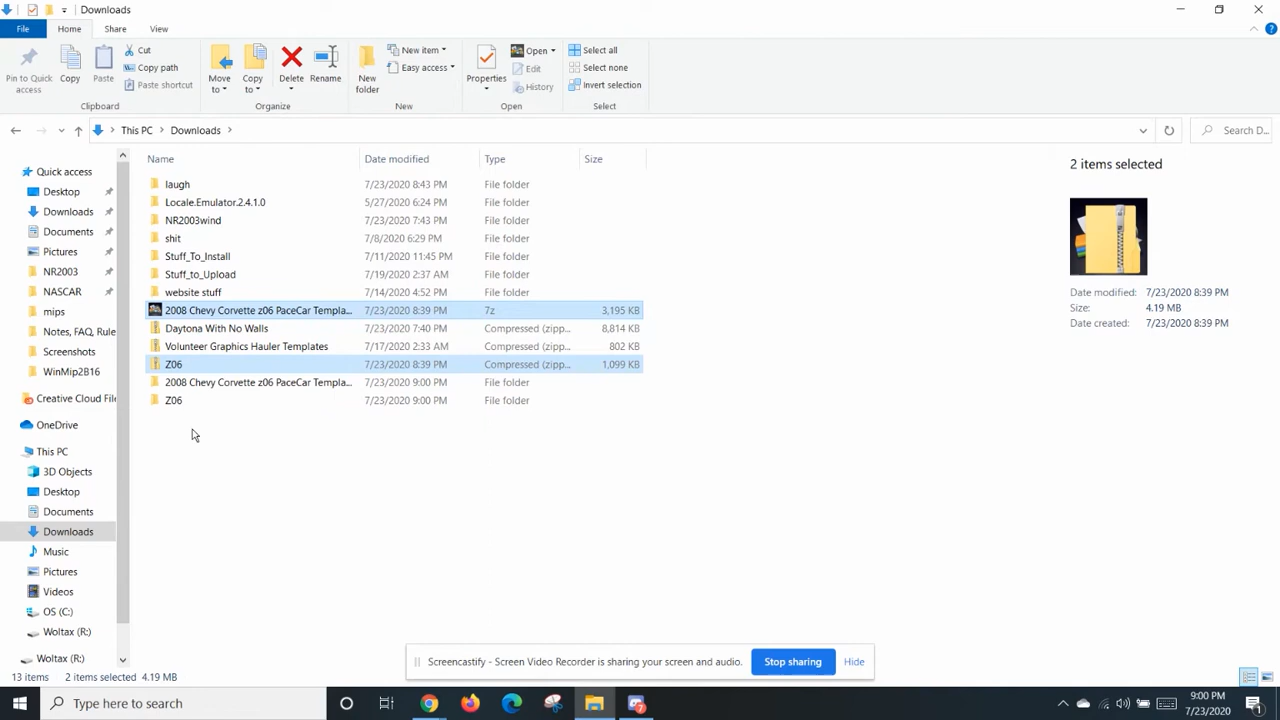 Downloads
File
Home
Share
View
Pin to Quick access
Copy
Paste
Cut
Copy path
Paste shortcut
Clipboard
Move to
Copy to
Delete
Rename
Organize
New folder
New item
Easy access
New
Properties
Open
Edit
History
Open
Select all
Select none
Invert selection
Select
This PC
Downloads
Search D...
Name Date modified Type Size
laugh 7/23/2020 8:43 PM File folder
Locale.Emulator.2.4.1.0 5/27/2020 6:24 PM File folder
NR2003wind 7/23/2020 7:43 PM File folder
shit 7/8/2020 6:29 PM File folder
Stuff_To_Install 7/11/2020 11:45 PM File folder
Stuff_to_Upload 7/19/2020 2:37 AM File folder
website stuff 7/14/2020 4:52 PM File folder
2008 Chevy Corvette z06 PaceCar Templa... 7/23/2020 8:39 PM 7z 3,195 KB
Daytona With No Walls 7/23/2020 7:40 PM Compressed (zipp... 8,814 KB
Volunteer Graphics Hauler Templates 7/17/2020 2:33 AM Compressed (zipp... 802 KB
Z06 7/23/2020 8:39 PM Compressed (zipp... 1,099 KB
2008 Chevy Corvette z06 PaceCar Templa... 7/23/2020 9:00 PM File folder
Z06 7/23/2020 9:00 PM File folder
Quick access
Desktop
Downloads
Documents
Pictures
NR2003
NASCAR
mips
Notes, FAQ, Rule
Screenshots
WinMip2B16
Creative Cloud File
OneDrive
This PC
3D Objects
Desktop
Documents
Downloads
Music
Pictures
Videos
OS (C:)
Woltax (R:)
Woltax (R:)
2 items selected
Date modified: 7/23/2020 8:39 PM
Size: 4.19 MB
Date created: 7/23/2020 8:39 PM
Screencastify - Screen Video Recorder is sharing your screen and audio.
Stop sharing
Hide
13 items 2 items selected 4.19 MB
Type here to search
9:00 PM
7/23/2020